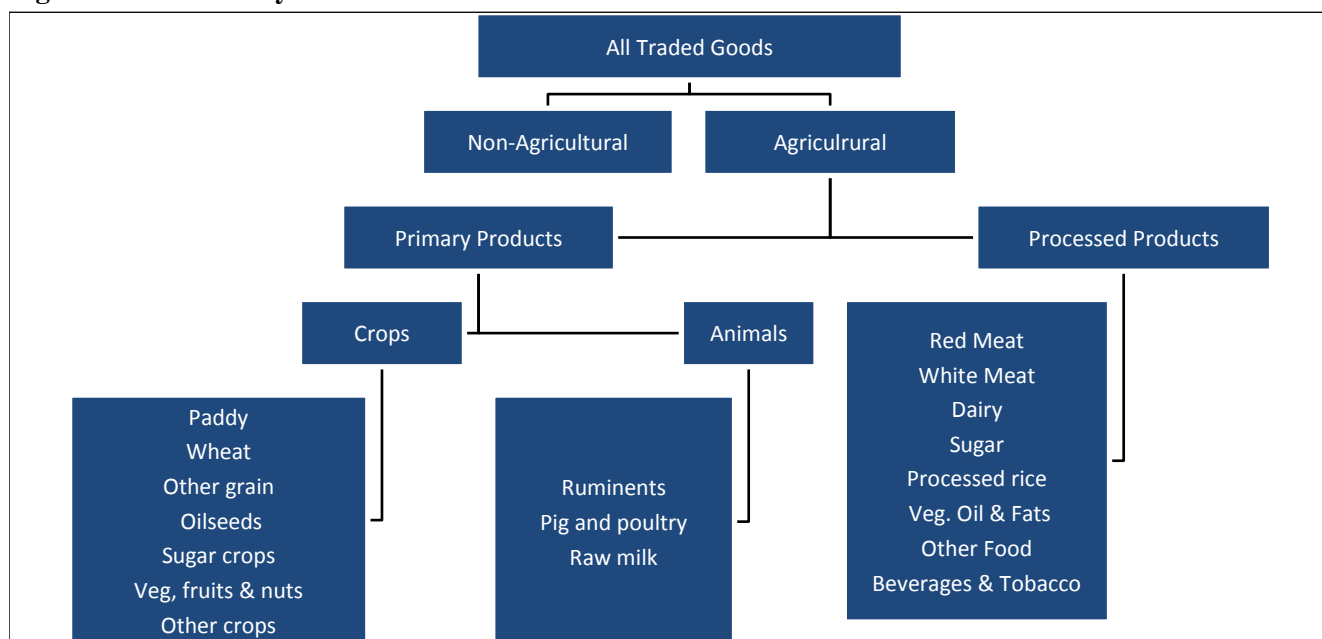 All Traded Goods
Non-Agricultural
Agriculrural
Primary Products
Processed Products
Crops
Animals
Paddy
Wheat
Other grain
Oilseeds
Sugar crops
Veg, fruits & nuts
Other crops
Ruminents
Pig and poultry
Raw milk
Red Meat
White Meat
Dairy
Sugar
Processed rice
Veg. Oil & Fats
Other Food
Beverages & Tobacco